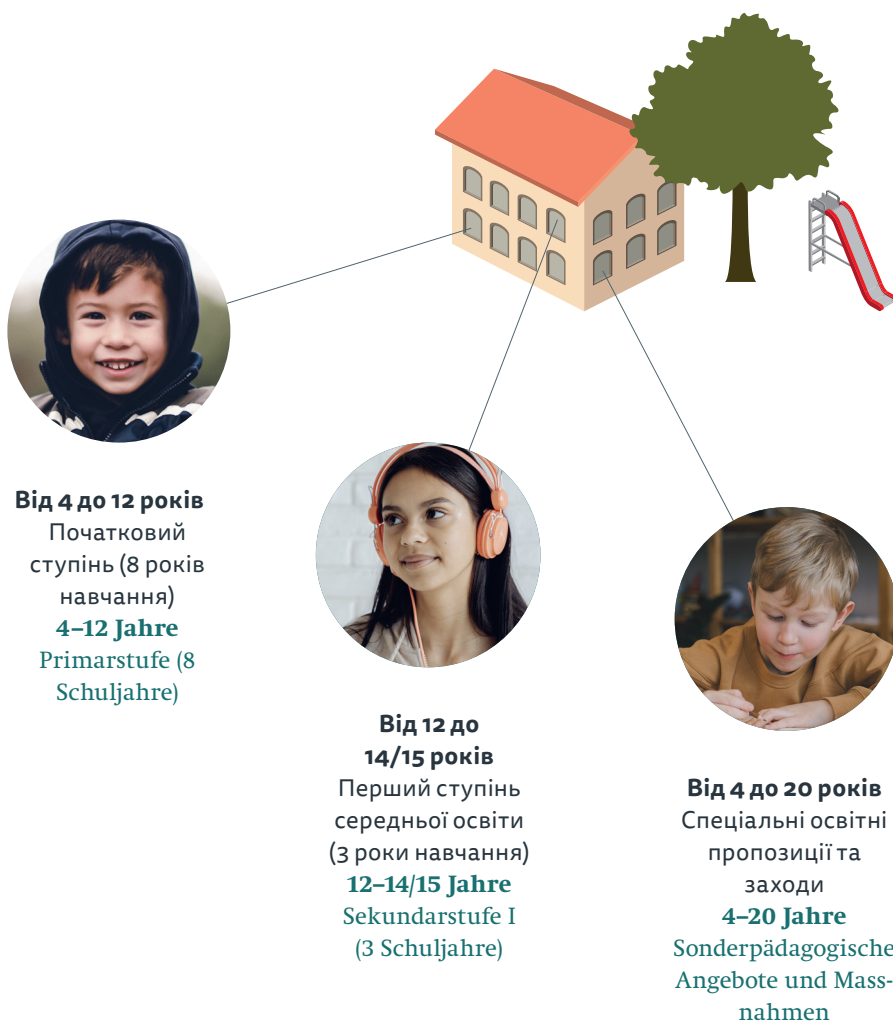 Від 4 до 12 років
Початковий
ступінь (8 років
навчання)
4–12 Jahre
Primarstufe (8
Schuljahre)
Від 12 до
14/15 років
Перший ступінь
середньої освіти
(3 роки навчання)
12–14/15 Jahre
Sekundarstufe I
(3 Schuljahre)
Від 4 до 20 років
Спеціальні освітні
пропозиції та
заходи
4–20 Jahre
Sonderpädagogische
Angebote und Mass-
nahmen